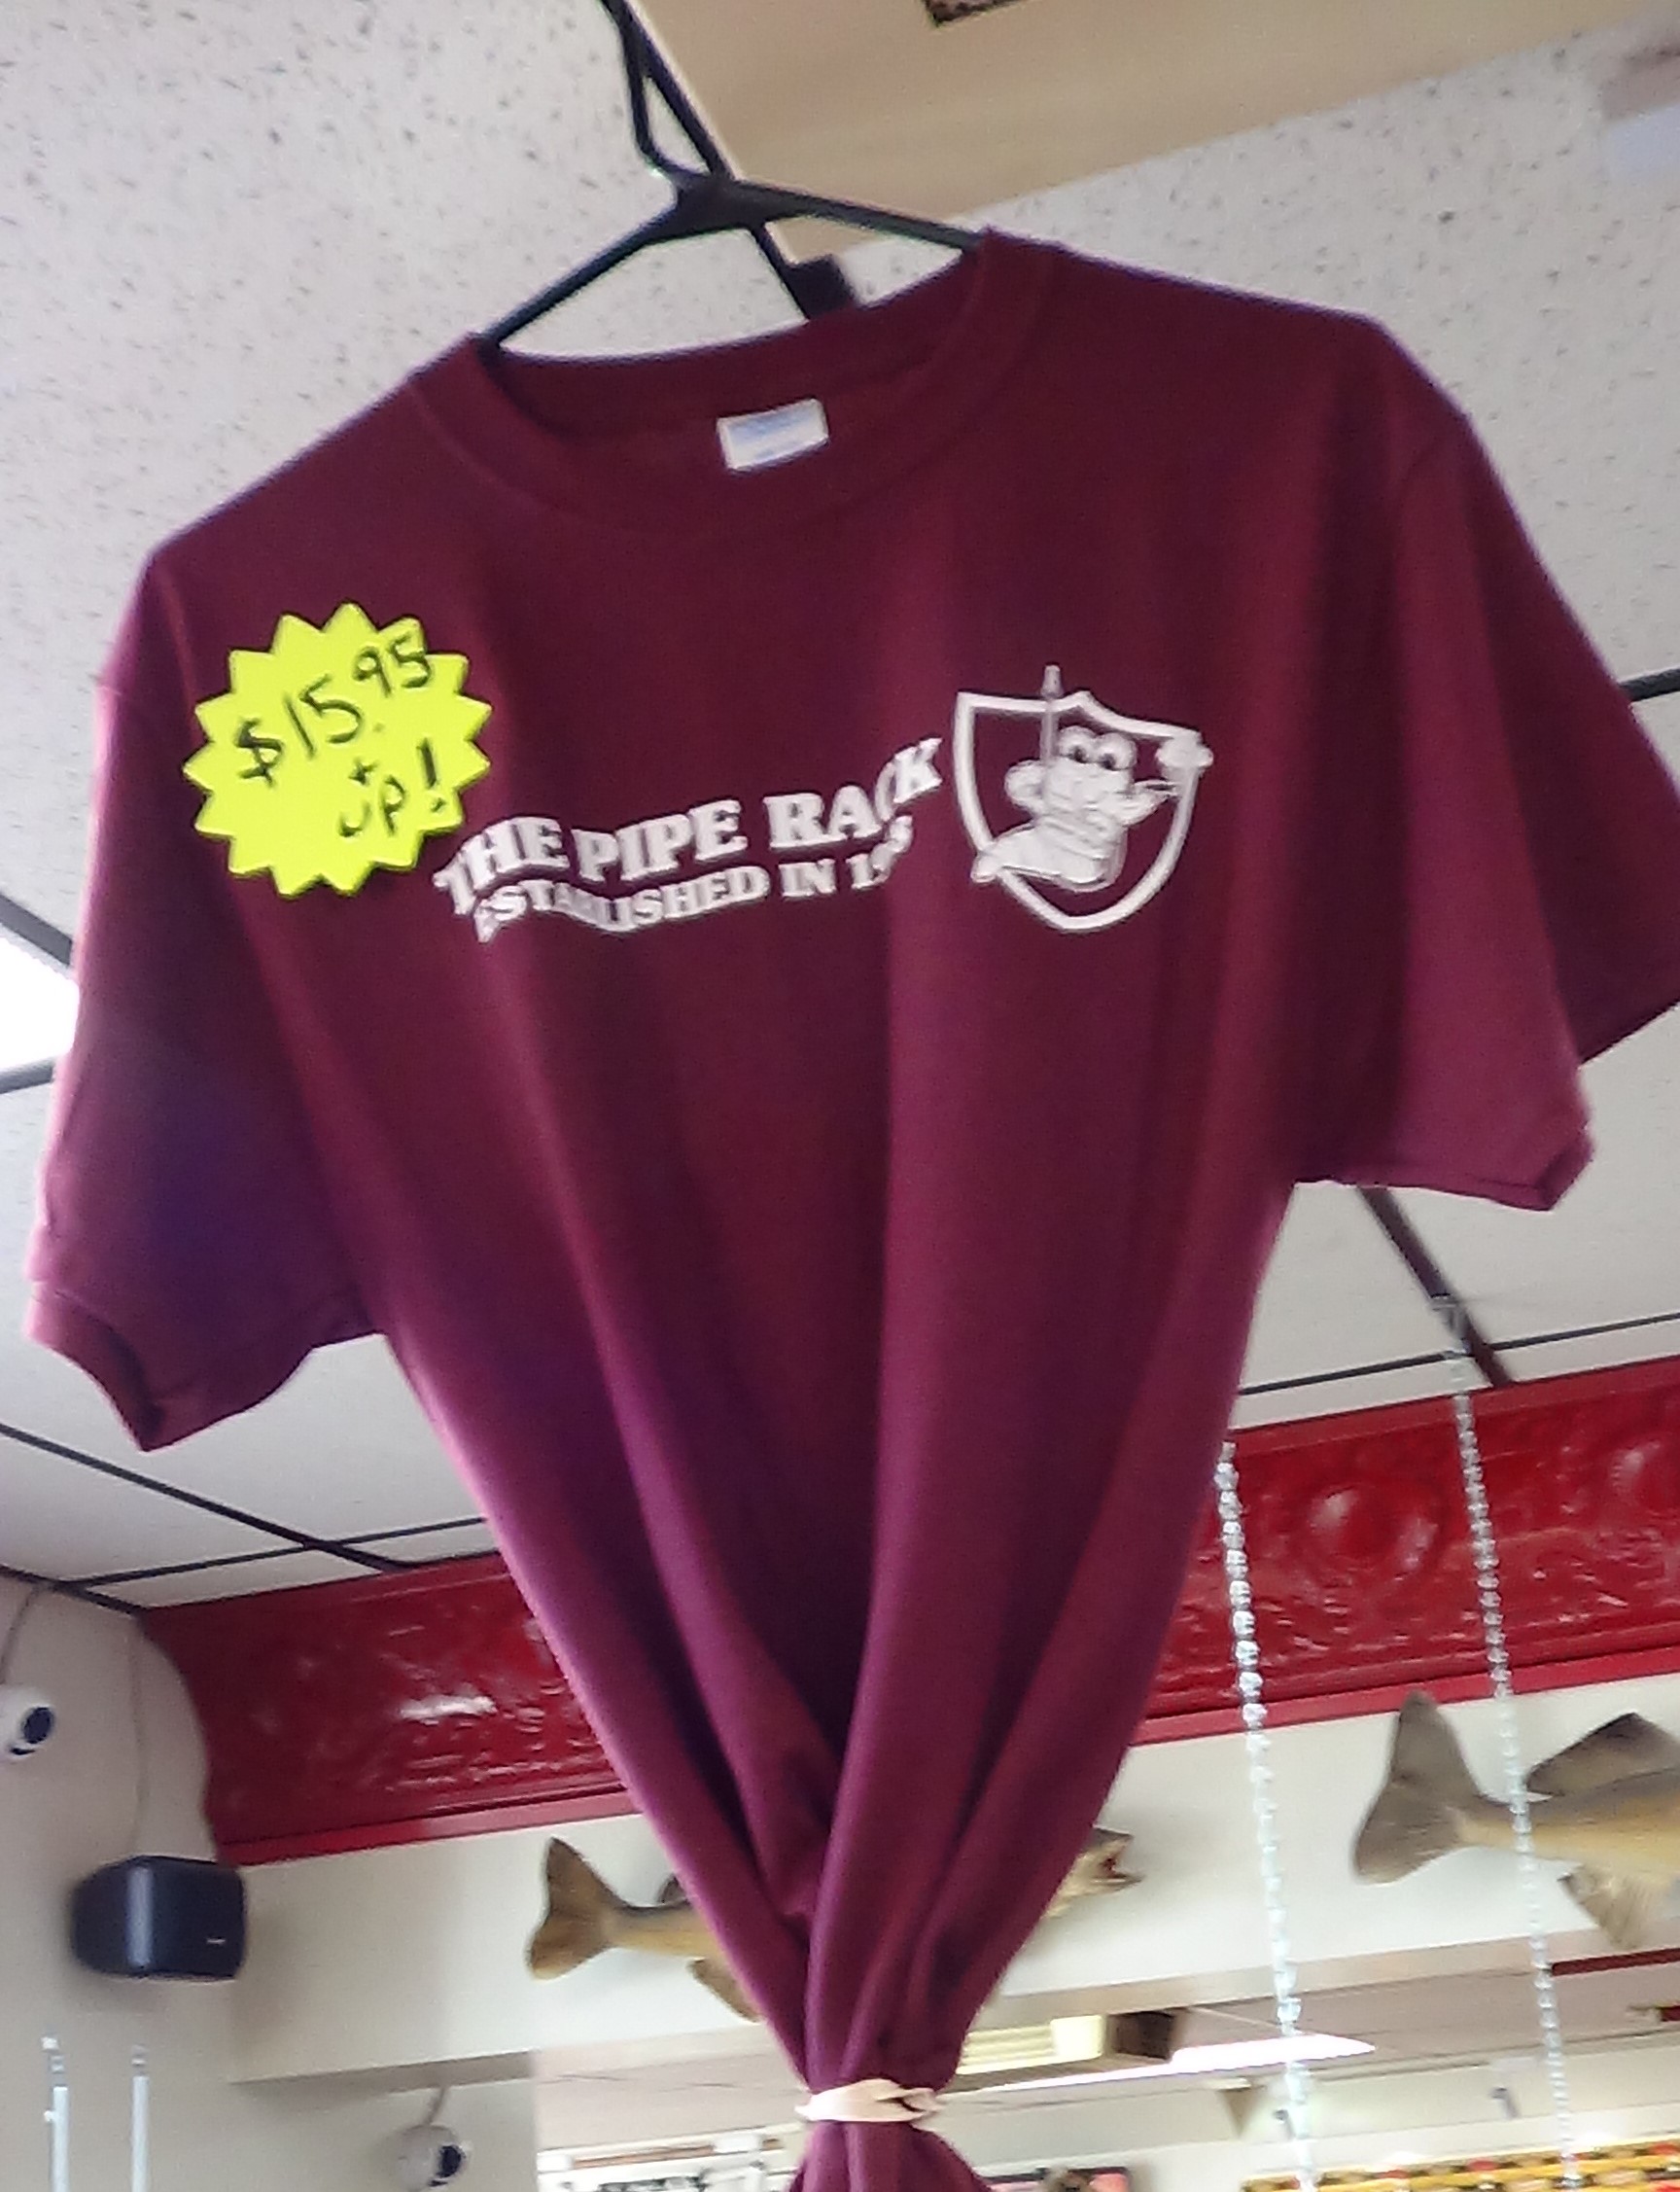 $15.95
+
up!
THE PIPE RACK
ESTABLISHED IN